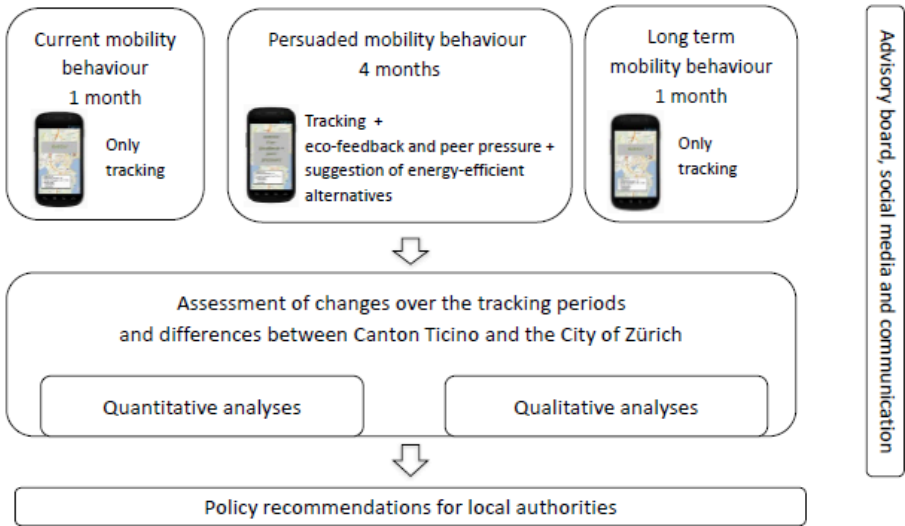 Current mobility
behaviour
1 month
Only
tracking
Persuaded mobility behaviour
4 months
Tracking +
eco-feedback and peer pressure +
suggestion of energy-efficient
alternatives
Long term
mobility behaviour
1 month
Only
tracking
Assessment of changes over the tracking periods
and differences between Canton Ticino and the City of Zürich
Quantitative analyses
Qualitative analyses
Policy recommendations for local authorities
Advisory board, social media and communication